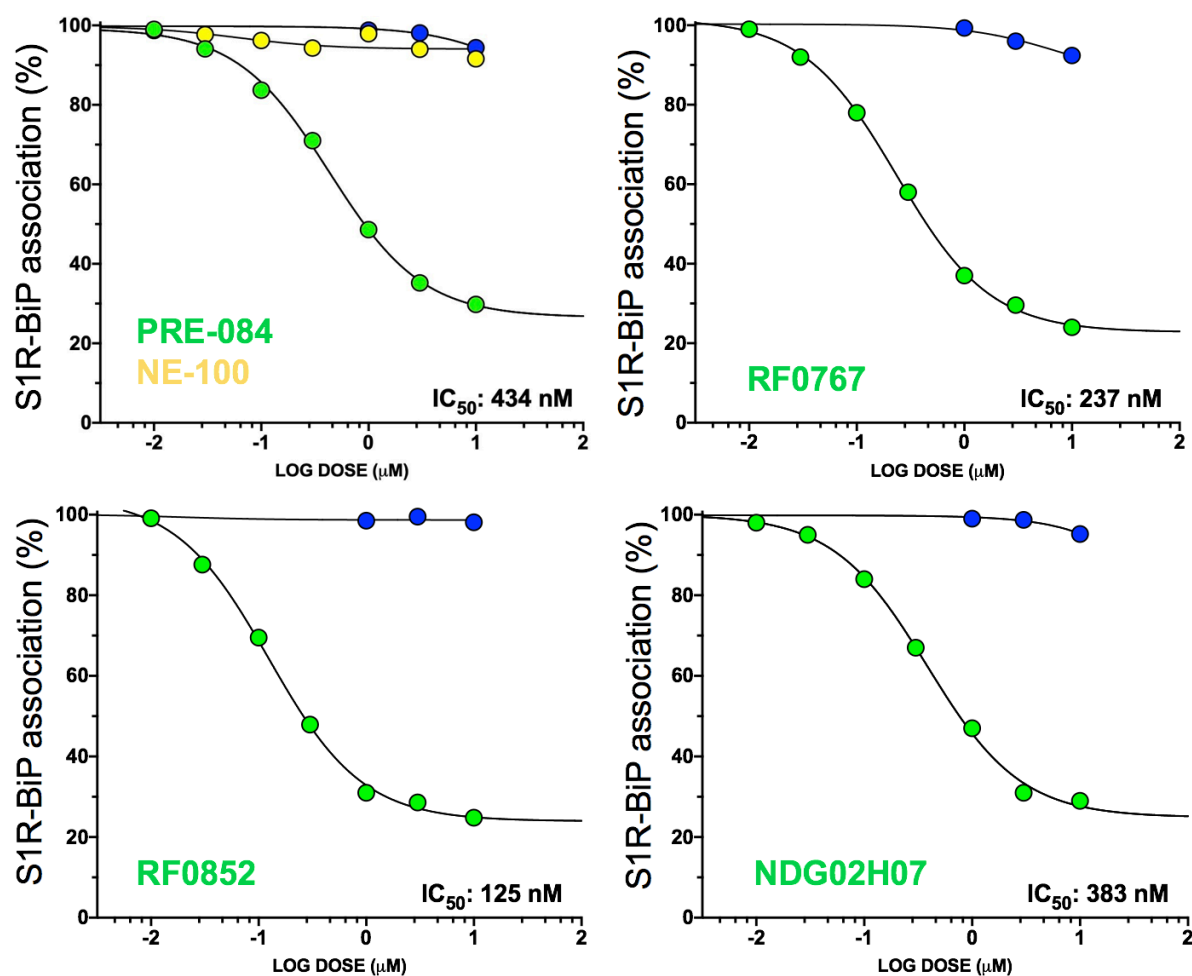 S1R-BiP association (%)
100
80
60
40
20
0
PRE-084
NE-100
IC50: 434 nM
-2 -1 0 1 2
LOG DOSE (μM)
S1R-BiP association (%)
100
80
60
40
20
0
RF0767
IC50: 237 nM
-2 -1 0 1 2
LOG DOSE (μM)
S1R-BiP association (%)
100
80
60
40
20
0
RF0852
IC50: 125 nM
-2 -1 0 1 2
LOG DOSE (μM)
S1R-BiP association (%)
100
80
60
40
20
0
NDG02H07
IC50: 383 nM
-2 -1 0 1 2
LOG DOSE (μM)